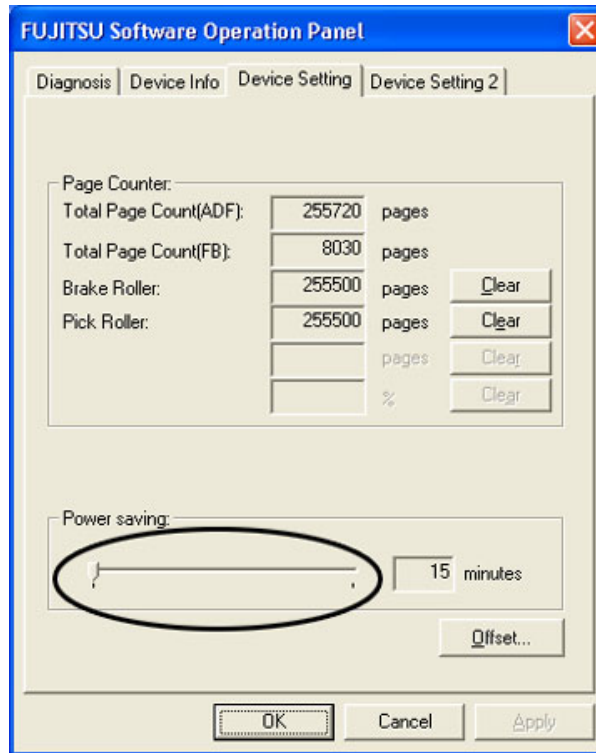 FUJITSU Software Operation Panel
Diagnosis Device Info Device Setting Device Setting 2
Page Counter:
Total Page Count(ADF): 255720 pages
Total Page Count(FB): 8030 pages
Brake Roller: 255500 pages Clear
Pick Roller: 255500 pages Clear
pages Clear
% Clear
Power saving:
15 minutes
Offset...
OK Cancel Apply